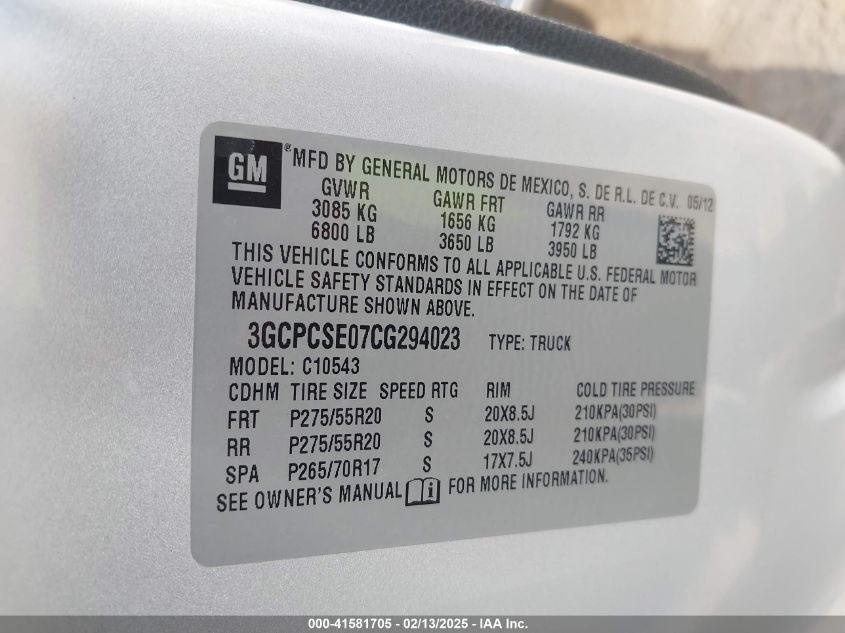 GM ® MFD BY GENERAL MOTORS DE MEXICO, S. DE R.L. DE C.V. 05/12
GVWR GAWR FRT GAWR RR
3085 KG 1656 KG 1792 KG
6800 LB 3650 LB 3950 LB
THIS VEHICLE CONFORMS TO ALL APPLICABLE U.S. FEDERAL MOTOR
VEHICLE SAFETY STANDARDS IN EFFECT ON THE DATE OF
MANUFACTURE SHOWN ABOVE.
3GCPCSE07CG294023 TYPE: TRUCK
MODEL: C10543
CDHM TIRE SIZE SPEED RTG RIM COLD TIRE PRESSURE
FRT P275/55R20 S 20X8.5J 210KPA(30PSI)
RR P275/55R20 S 20X8.5J 210KPA(30PSI)
SPA P265/70R17 S 17X7.5J 240KPA(35PSI)
SEE OWNER'S MANUAL i FOR MORE INFORMATION.
000-41581705 - 02/13/2025 - IAA Inc.